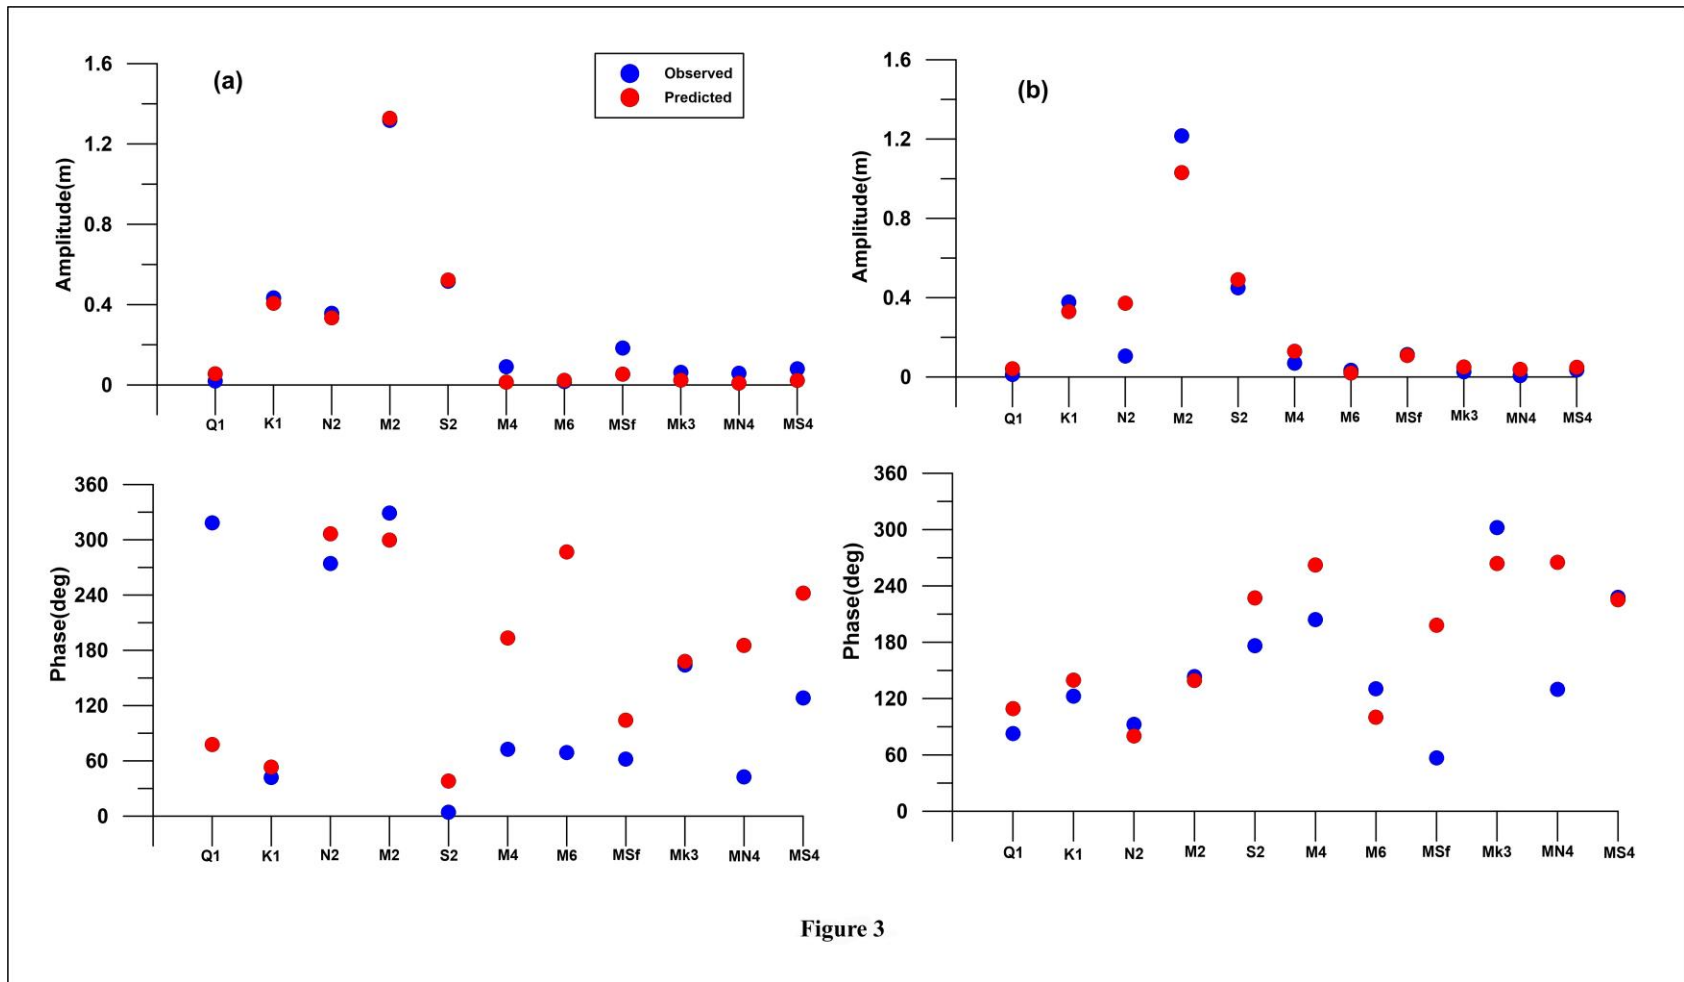 (a)
Observed
Predicted
1.6
1.2
0.8
0.4
0
Amplitude(m)
Q1 K1 N2 M2 S2 M4 M6 MSf Mk3 MN4 MS4
(b)
1.6
1.2
0.8
0.4
0
Amplitude(m)
Q1 K1 N2 M2 S2 M4 M6 MSf Mk3 MN4 MS4
360
300
240
180
120
60
0
Phase(deg)
Q1 K1 N2 M2 S2 M4 M6 MSf Mk3 MN4 MS4
360
300
240
180
120
60
0
Phase(deg)
Q1 K1 N2 M2 S2 M4 M6 MSf Mk3 MN4 MS4
Figure 3